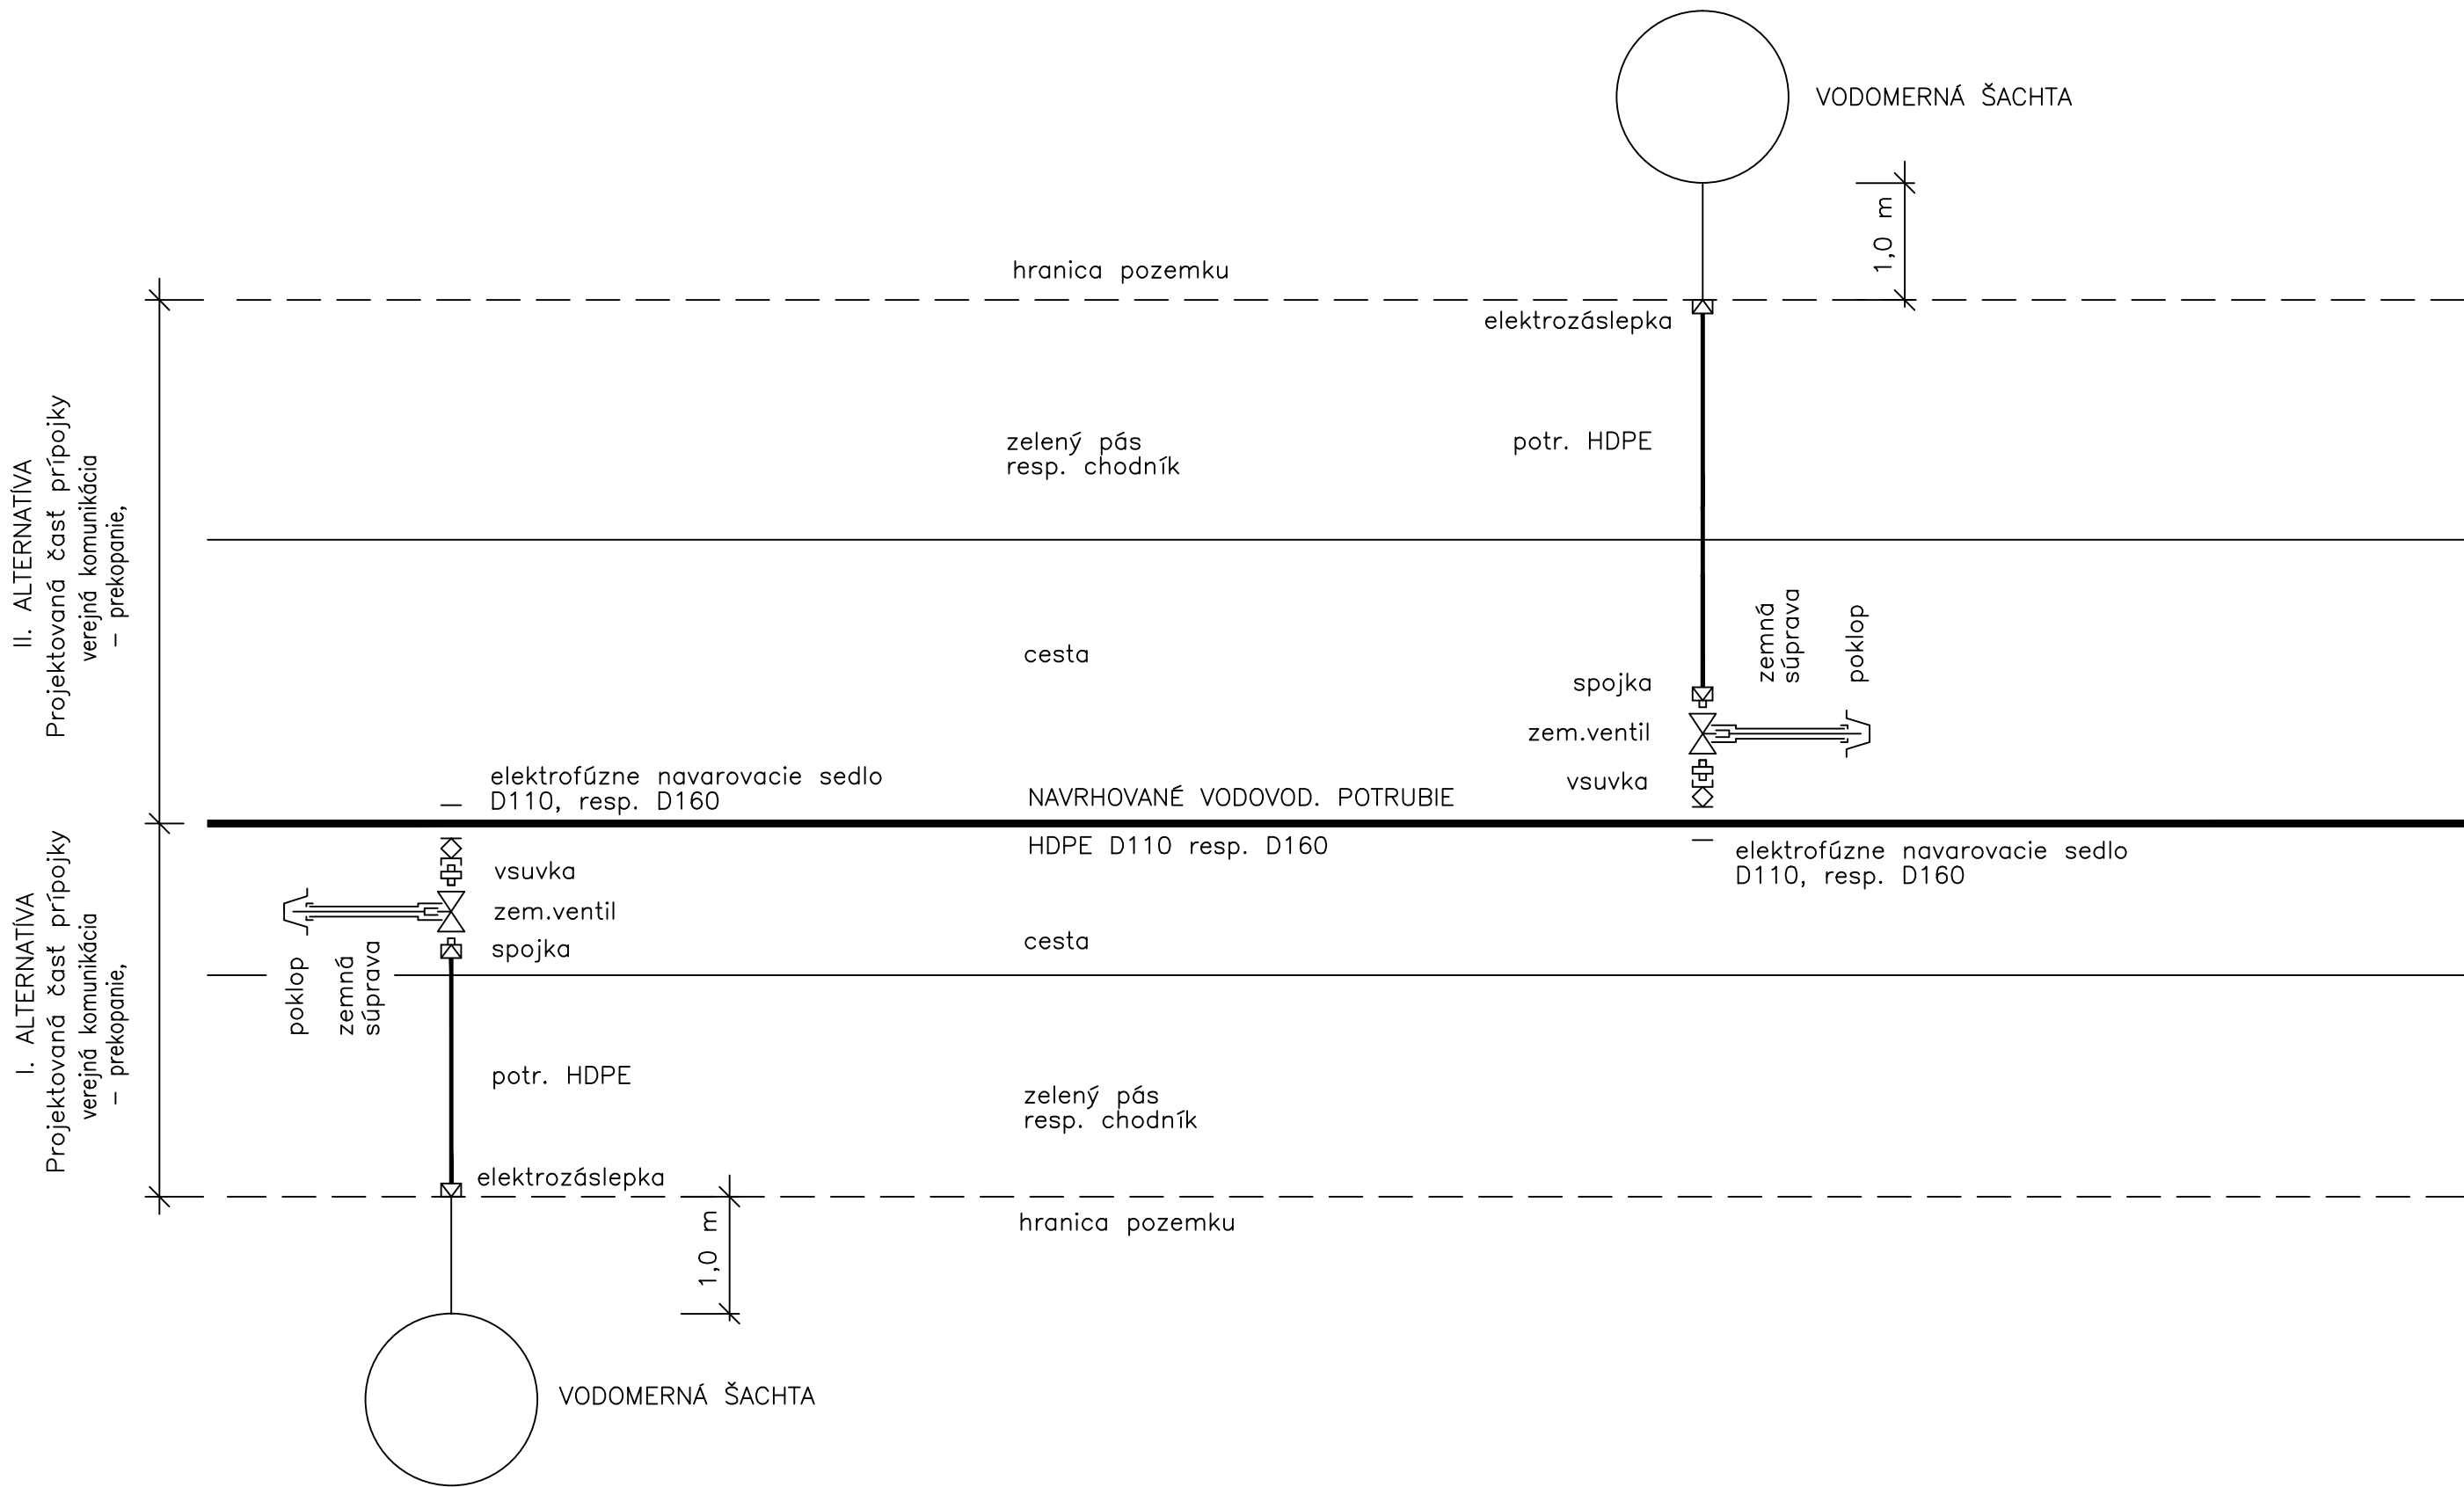 VODOMERNÁ ŠACHTA
1,0 m
hranica pozemku
elektrozáslepka
zelený pás
resp. chodník
potr. HDPE
II. ALTERNATÍVA
Projektovaná časť prípojky
verejná komunikácia
- prekopanie,
cesta
zemná
súprava
poklop
spojka
zem.ventil
vsuvka
elektrofúzne navarovacie sedlo
D110, resp. D160
NAVRHOVANÉ VODOVOD. POTRUBIE
HDPE D110 resp. D160
elektrofúzne navarovacie sedlo
D110, resp. D160
vsuvka
zem.ventil
spojka
cesta
poklop
zemná
súprava
I. ALTERNATÍVA
Projektovaná časť prípojky
verejná komunikácia
- prekopanie,
potr. HDPE
zelený pás
resp. chodník
elektrozáslepka
hranica pozemku
1,0 m
VODOMERNÁ ŠACHTA